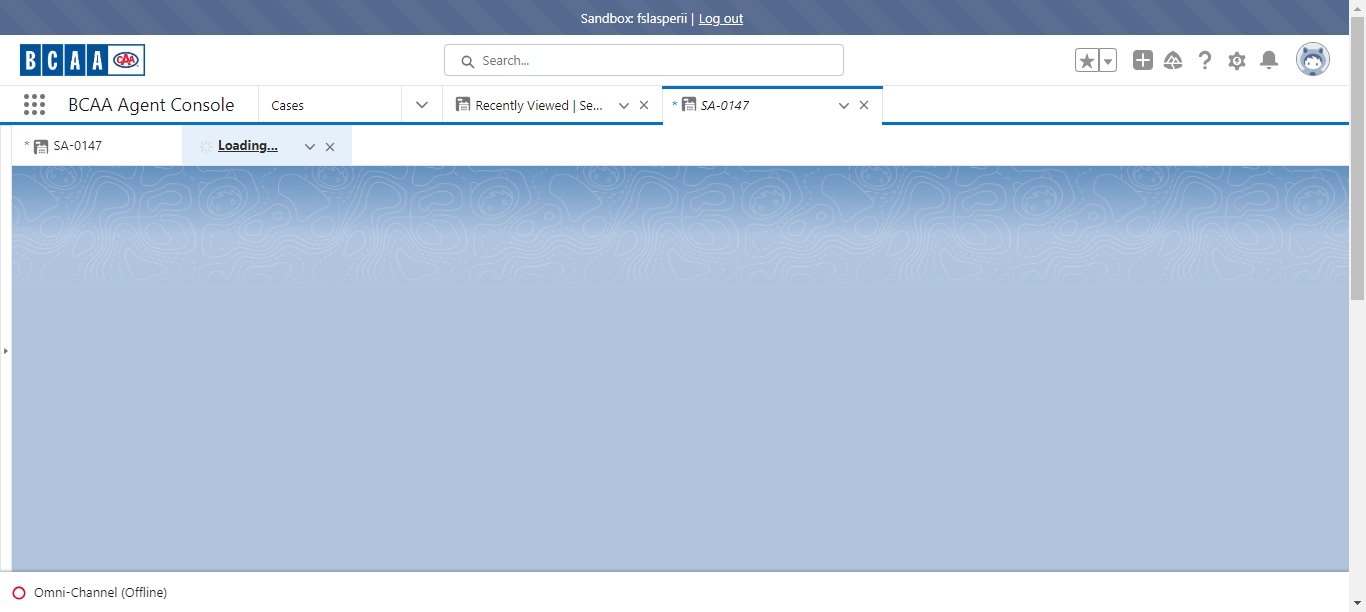 Sandbox: fslasperii | Log out
BCAA CAA
Search...
BCAA Agent Console
Cases
Recently Viewed | Se...
* SA-0147
* SA-0147
Loading...
Omni-Channel (Offline)